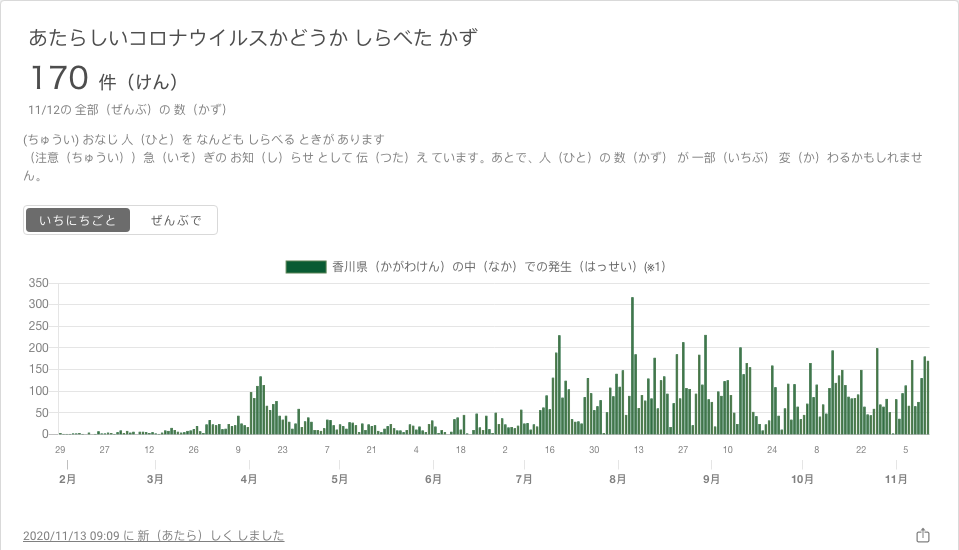 あたらしいコロナウイルスかどうか しらべた かず
170 件（けん）
11/12の 全部（ぜんぶ）の 数（かず）
(ちゅうい) おなじ 人（ひと）を なんども しらべる ときが あります
（注意（ちゅうい））急（いそ）ぎの お知（し）らせ として 伝（つた）え ています。あとで、人（ひと）の 数（かず） が 一部（いちぶ） 変（か）わるかもしれませ
ん。
いちにちごと ぜんぶで
香川県（かがわけん）の中（なか）での発生（はっせい）(※1)
350
300
250
200
150
100
50
0
29 27 12 26 9 23 7 21 4 18 2 16 30 13 27 10 24 8 22 5
2月 3月 4月 5月 6月 7月 8月 9月 10月 11月
2020/11/13 09:09 に 新（あたら）しく しました